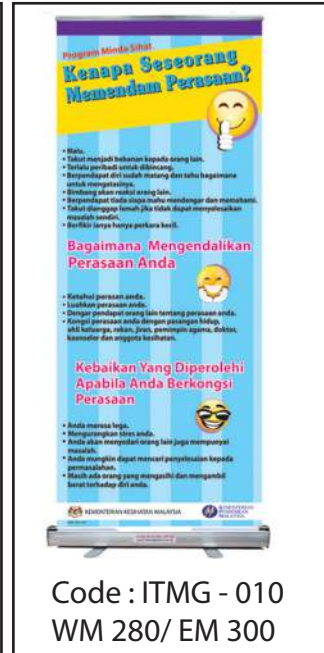 Program Minda Sihat
Kenapa Seseorang
Memendam Perasaan?
• Malu.
• Takut menjadi bebanan kepada orang lain.
• Terlalu peribadi untuk dibincang.
• Berpendapat diri sudah matang dan tahu bagaimana
untuk mengatasinya.
• Bimbang akan reaksi orang lain.
• Berpendapat tiada siapa mahu mendengar dan memahami.
• Takut dianggap lemah jika tidak dapat menyelesaikan
masalah sendiri.
• Berfikir ianya hanya perkara kecil.
Bagaimana Mengendalikan
Perasaan Anda
• Ketahui perasan anda.
• Luahkan perasaan anda.
• Dengar pendapat orang lain tentang perasaan anda.
• Kongsi perasaan anda dengan pasangan hidup,
ahli keluarga, rakan, jiran, pemimpin agama, doktor,
kaunselor dan anggota kesihatan.
Kebaikan Yang Diperolehi
Apabila Anda Berkongsi
Perasaan
• Anda merasa lega.
• Mengurangkan stres anda.
• Anda akan menyedari orang lain juga mempunyai
masalah.
• Anda mungkin dapat mencari penyelesaian kepada
permasalahan.
• Masih ada orang yang mengasihi dan mengambil
berat terhadap diri anda.
KEMENTERIAN KESIHATAN MALAYSIA
KEMENTERIAN
PENDIDIKAN
MALAYSIA
Code : ITMG - 010
WM 280/ EM 300